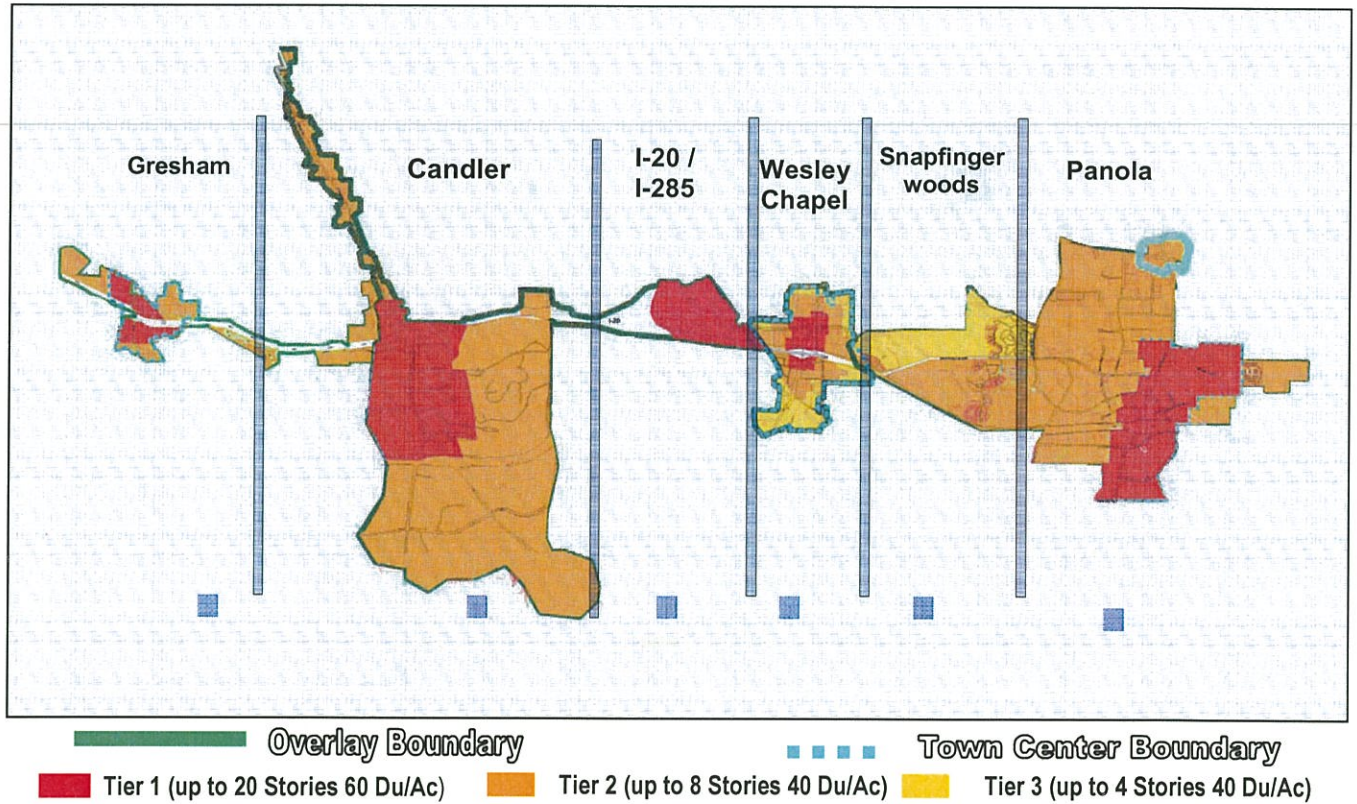 Gresham
Candler
I-20 /
I-285
Wesley
Chapel
Snapfinger
woods
Panola
I-20
Overlay Boundary
Town Center Boundary
Tier 1 (up to 20 Stories 60 Du/Ac)
Tier 2 (up to 8 Stories 40 Du/Ac)
Tier 3 (up to 4 Stories 40 Du/Ac)